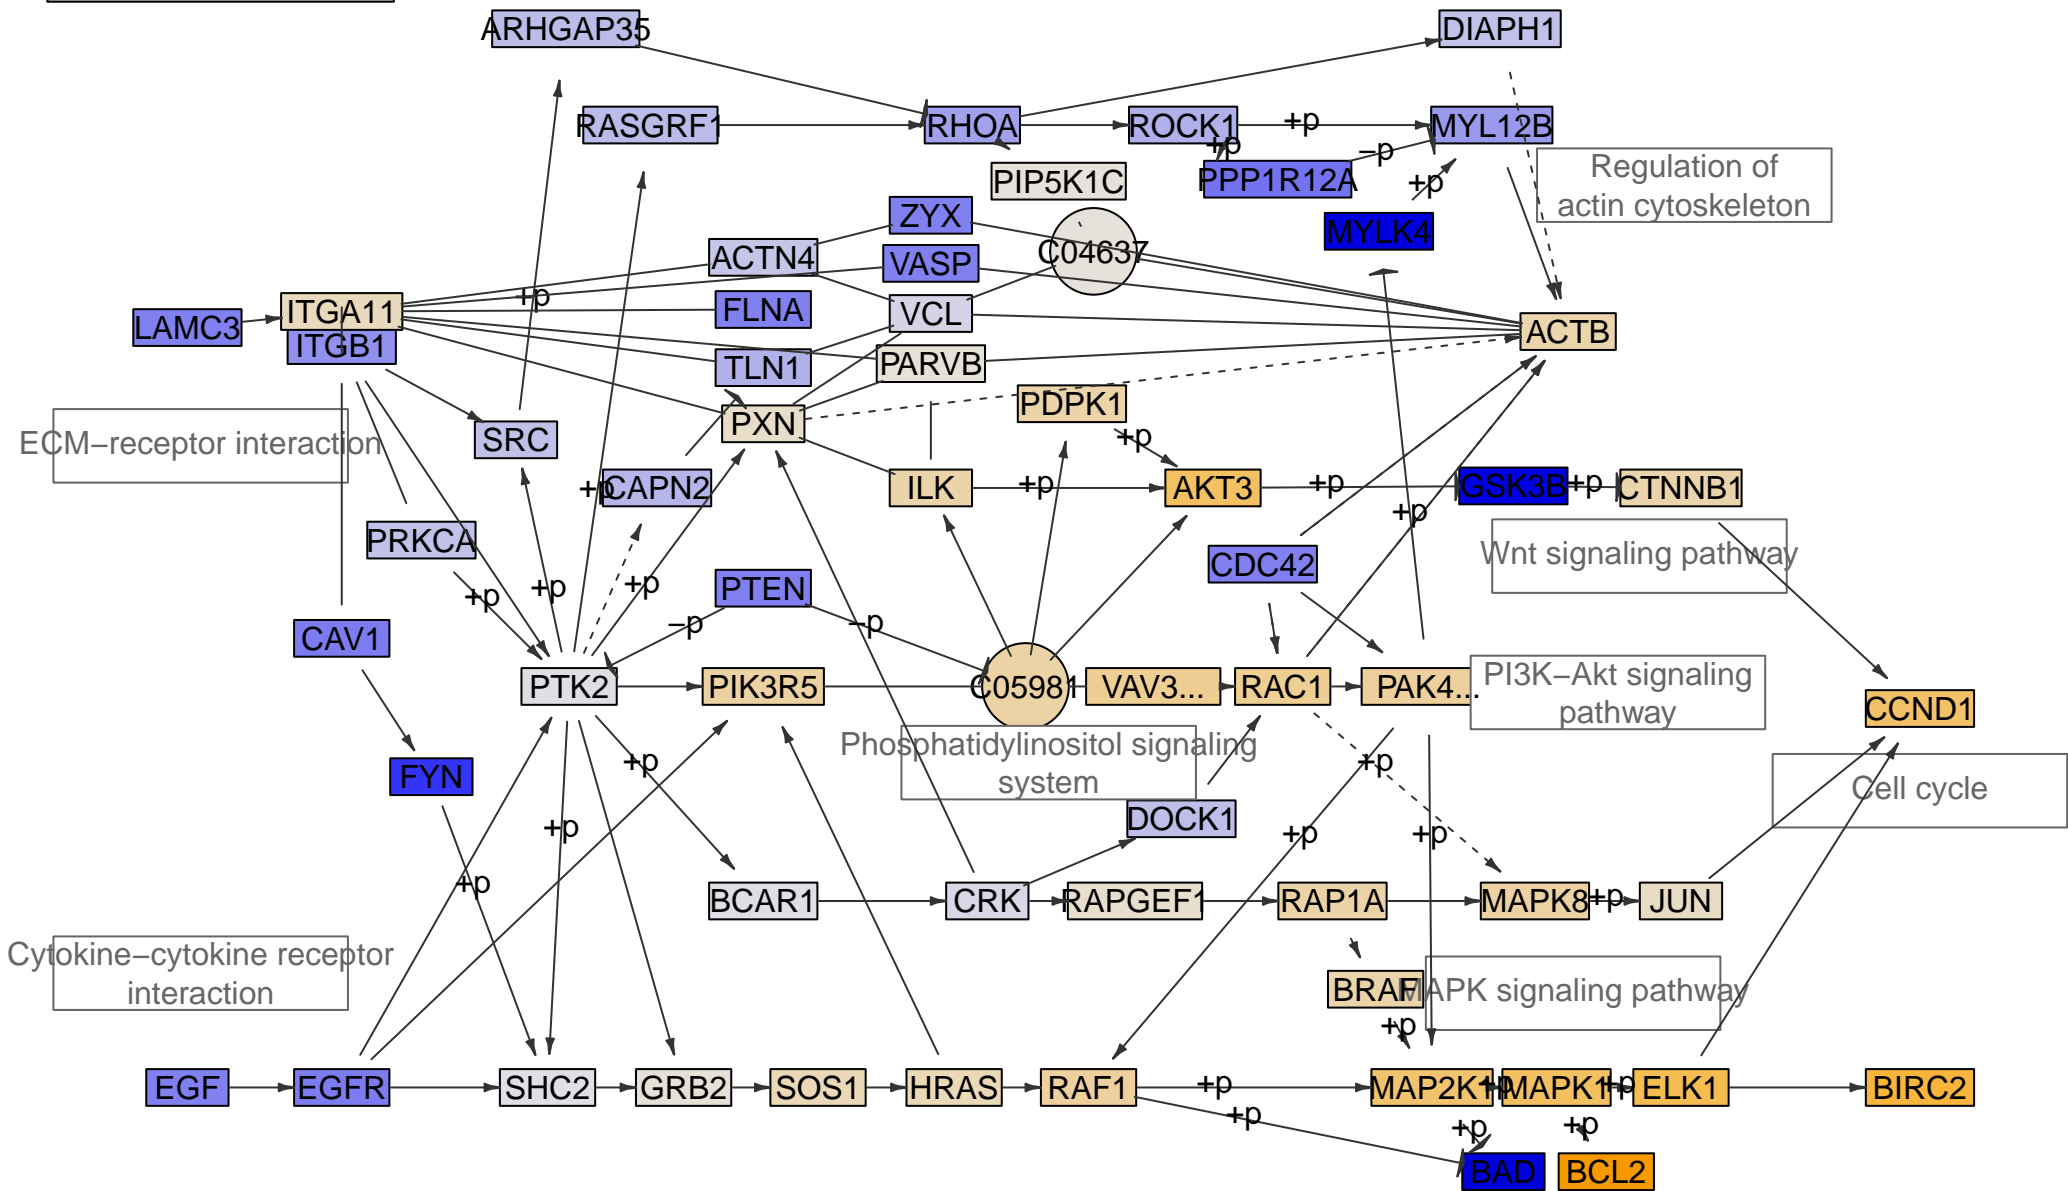 ARHGAP35
DIAPH1
RASGRF1
RHOA
ROCK1
+p
MYL12B
+p
−p
PIP5K1C
PPP1R12A
+p
Regulation of
actin cytoskeleton
ZYX
MYLK4
ACTN4
VASP
C04637
+p
ITGA11
FLNA
VCL
LAMC3
ITGB1
ACTB
TLN1
PARVB
PDPK1
PXN
+p
ECM−receptor interaction
SRC
+p
CAPN2
ILK
+p
AKT3
+p
GSK3B
+p
CTNNB1
+p
PRKCA
Wnt signaling pathway
CDC42
+p
+p
+p
PTEN
−p
−p
CAV1
PTK2
PIK3R5
C05981
VAV3...
RAC1
PAK4...
PI3K−Akt signaling
pathway
CCND1
Phosphatidylinositol signaling
system
FYN
+p
+p
Cell cycle
DOCK1
+p
+p
+p
+p
BCAR1
CRK
RAPGEF1
RAP1A
MAPK8
+p
JUN
Cytokine−cytokine receptor
interaction
BRAF
MAPK signaling pathway
+p
EGF
EGFR
SHC2
GRB2
SOS1
HRAS
RAF1
+p
MAP2K1
+p
MAPK1
+p
ELK1
BIRC2
+p
+p
+p
BAD
BCL2